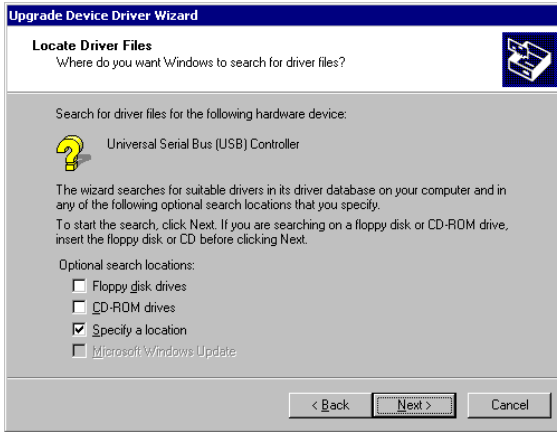 Upgrade Device Driver Wizard
Locate Driver Files
Where do you want Windows to search for driver files?
Search for driver files for the following hardware device:
Universal Serial Bus (USB) Controller
The wizard searches for suitable drivers in its driver database on your computer and in
any of the following optional search locations that you specify.
To start the search, click Next. If you are searching on a floppy disk or CD-ROM drive,
insert the floppy disk or CD before clicking Next.
Optional search locations:
Floppy disk drives
CD-ROM drives
Specify a location
Microsoft Windows Update
< Back
Next >
Cancel